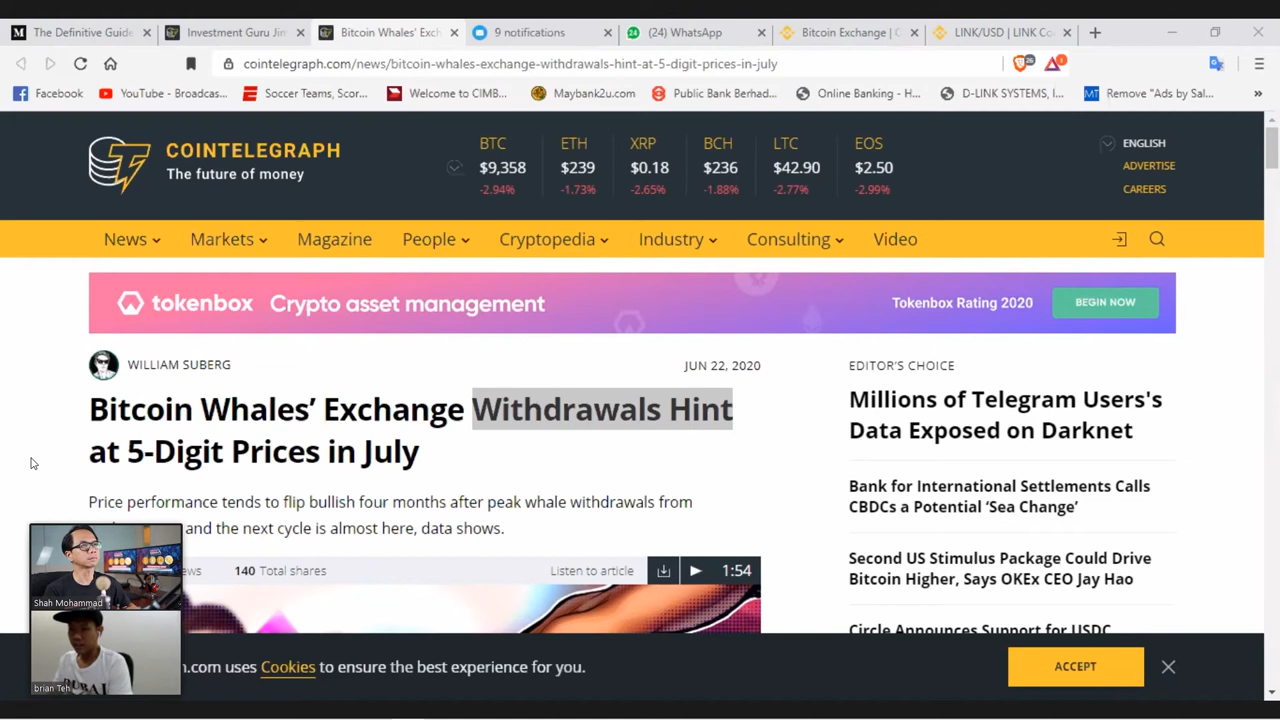 The Definitive Guide
Investment Guru Jim
Bitcoin Whales' Exch
9 notifications
24
(24) WhatsApp
Bitcoin Exchange | C
LINK/USD | LINK Co
cointelegraph.com/news/bitcoin-whales-exchange-withdrawals-hint-at-5-digit-prices-in-july
Facebook
YouTube - Broadcas...
Soccer Teams, Scor...
Welcome to CIMB...
Maybank2u.com
Public Bank Berhad...
Online Banking - H...
D-LINK SYSTEMS, I...
MT
Remove "Ads by Sal...
COINTELEGRAPH
The future of money
BTC
$9,358
-2.94%
ETH
$239
-1.73%
XRP
$0.18
-2.65%
BCH
$236
-1.88%
LTC
$42.90
-2.77%
EOS
$2.50
-2.99%
ENGLISH
ADVERTISE
CAREERS
News
Markets
Magazine
People
Cryptopedia
Industry
Consulting
Video
tokenbox Crypto asset management
Tokenbox Rating 2020
BEGIN NOW
WILLIAM SUBERG
JUN 22, 2020
Bitcoin Whales’ Exchange Withdrawals Hint
at 5-Digit Prices in July
Price performance tends to flip bullish four months after peak whale withdrawals from
and the next cycle is almost here, data shows.
140 Total shares
Listen to article
1:54
EDITOR’S CHOICE
Millions of Telegram Users's
Data Exposed on Darknet
Bank for International Settlements Calls
CBDCs a Potential ‘Sea Change’
Second US Stimulus Package Could Drive
Bitcoin Higher, Says OKEx CEO Jay Hao
Circle Announces Support for USDC
Shah Mohammad
brian Teh
.com uses Cookies to ensure the best experience for you.
ACCEPT